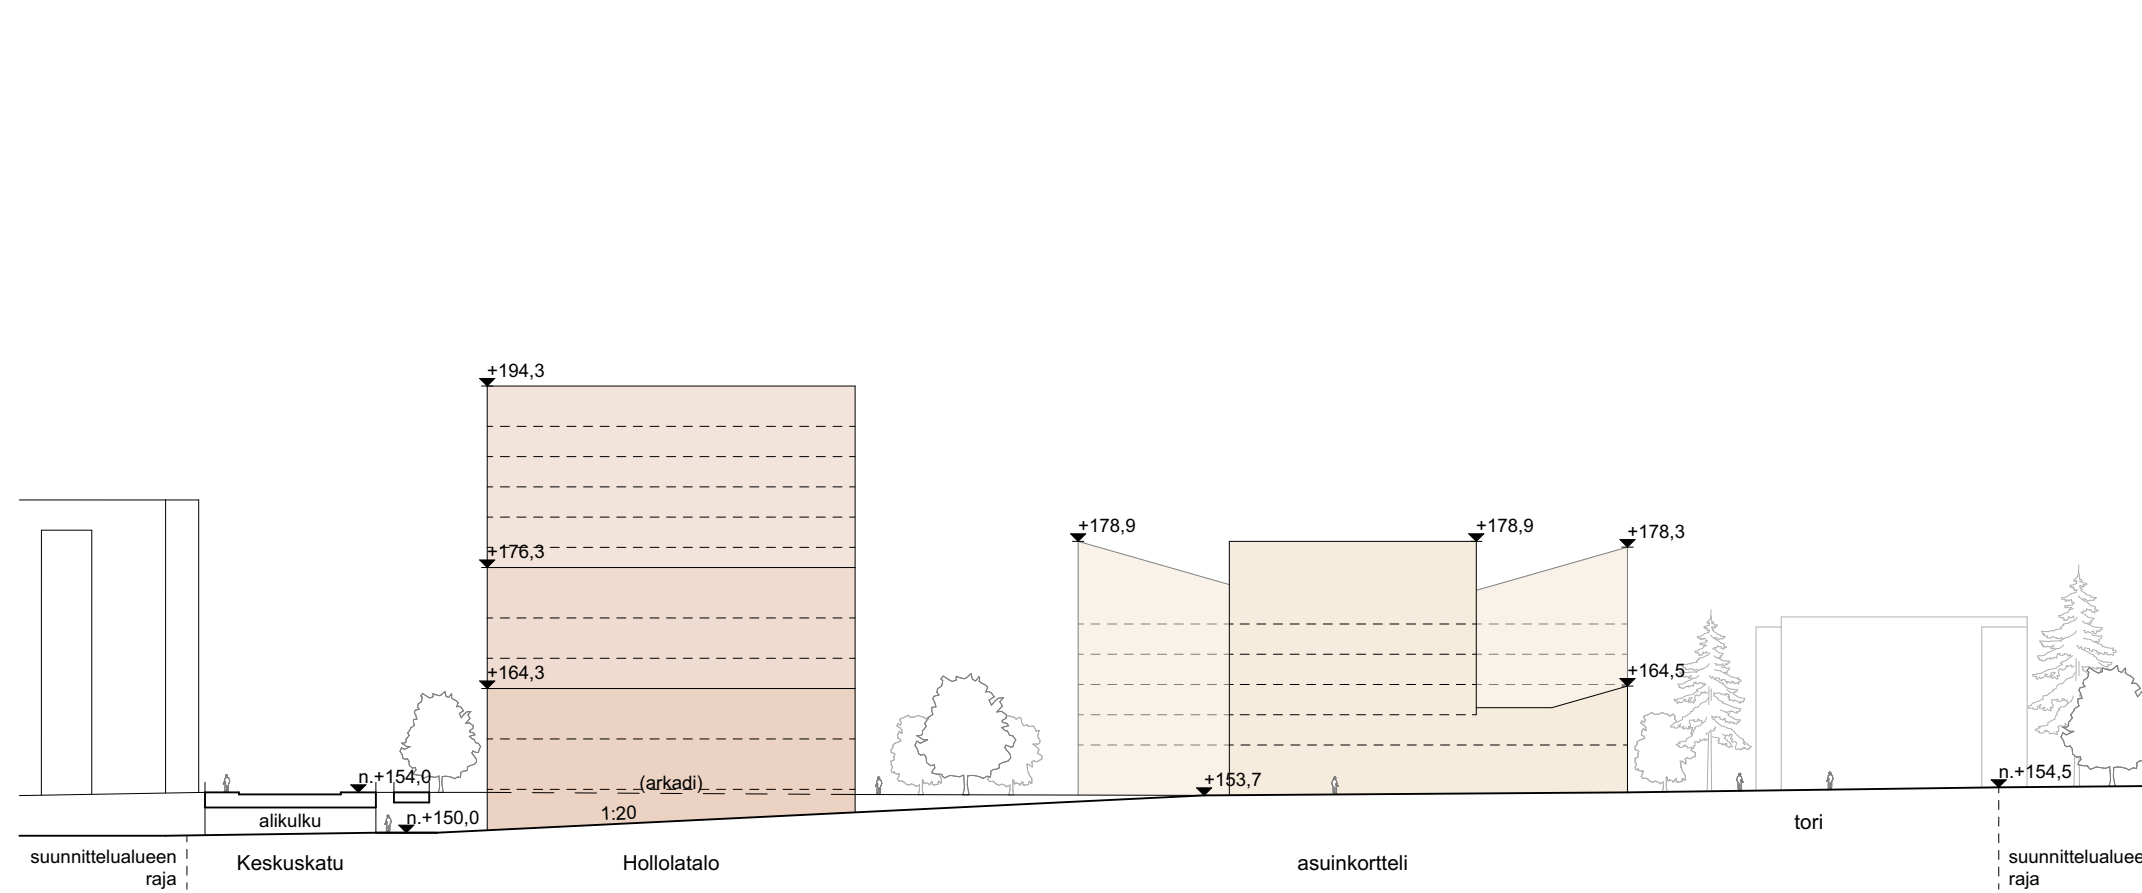 +194,3
+178,9
+178,9
+178,3
+176,3
+164,3
+164,5
n.+154,0
(arkadi)
+153,7
n.+154,5
alikulku
n.+150,0
1:20
tori
suunnittelualueen
raja
Keskuskatu
Hollolatalo
asuinkortteli
suunnittelualuee
raja